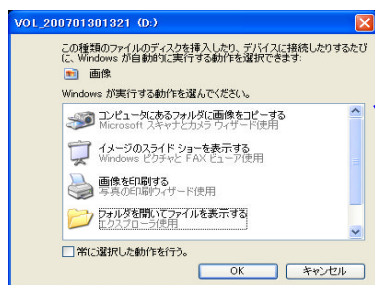 VOL_200701301321 (D:)
この種類のファイルのディスクを挿入したり、デバイスに接続したりするたび
に、Windows が自動的に実行する動作を選択できます:
画像
Windows が実行する動作を選んでください。
コンピュータにあるフォルダに画像をコピーする
Microsoft スキャナとカメラ ウィザード使用
イメージのスライド ショーを表示する
Windows ピクチャと FAX ビューア使用
画像を印刷する
写真の印刷ウィザード使用
フォルダを開いてファイルを表示する
エクスプローラ使用
常に選択した動作を行う。
OK
キャンセル